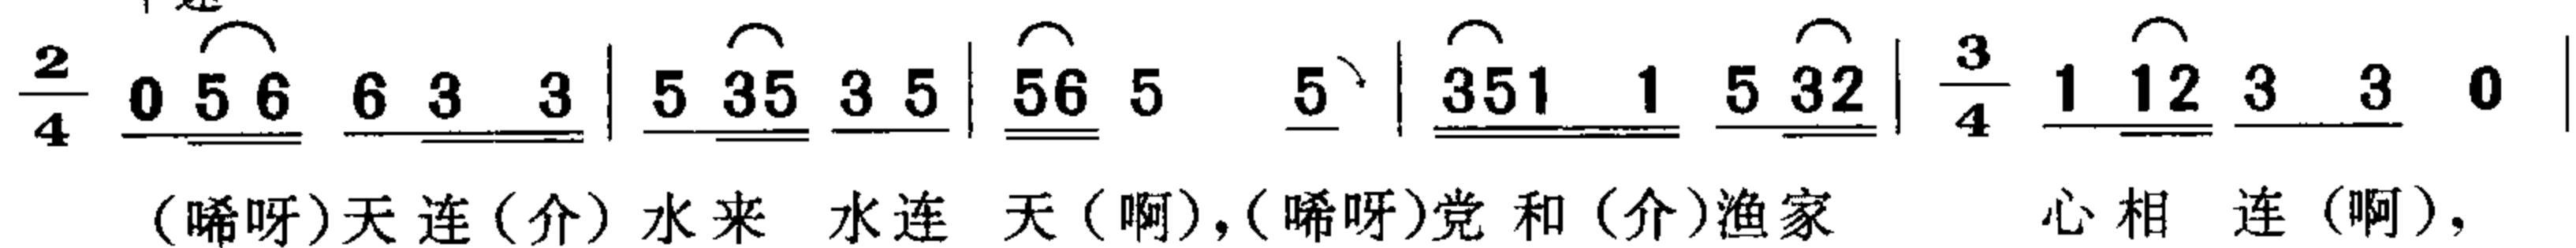 2/4 0 5 6 6 3 3 | 5 35 3 5 | 56 5 5 | 351 1 5 32 | 3/4 1 12 3 3 0 |
（唏呀）天连（介）水来 水连 天（啊），（唏呀）党和（介）渔家 心相 连（啊），